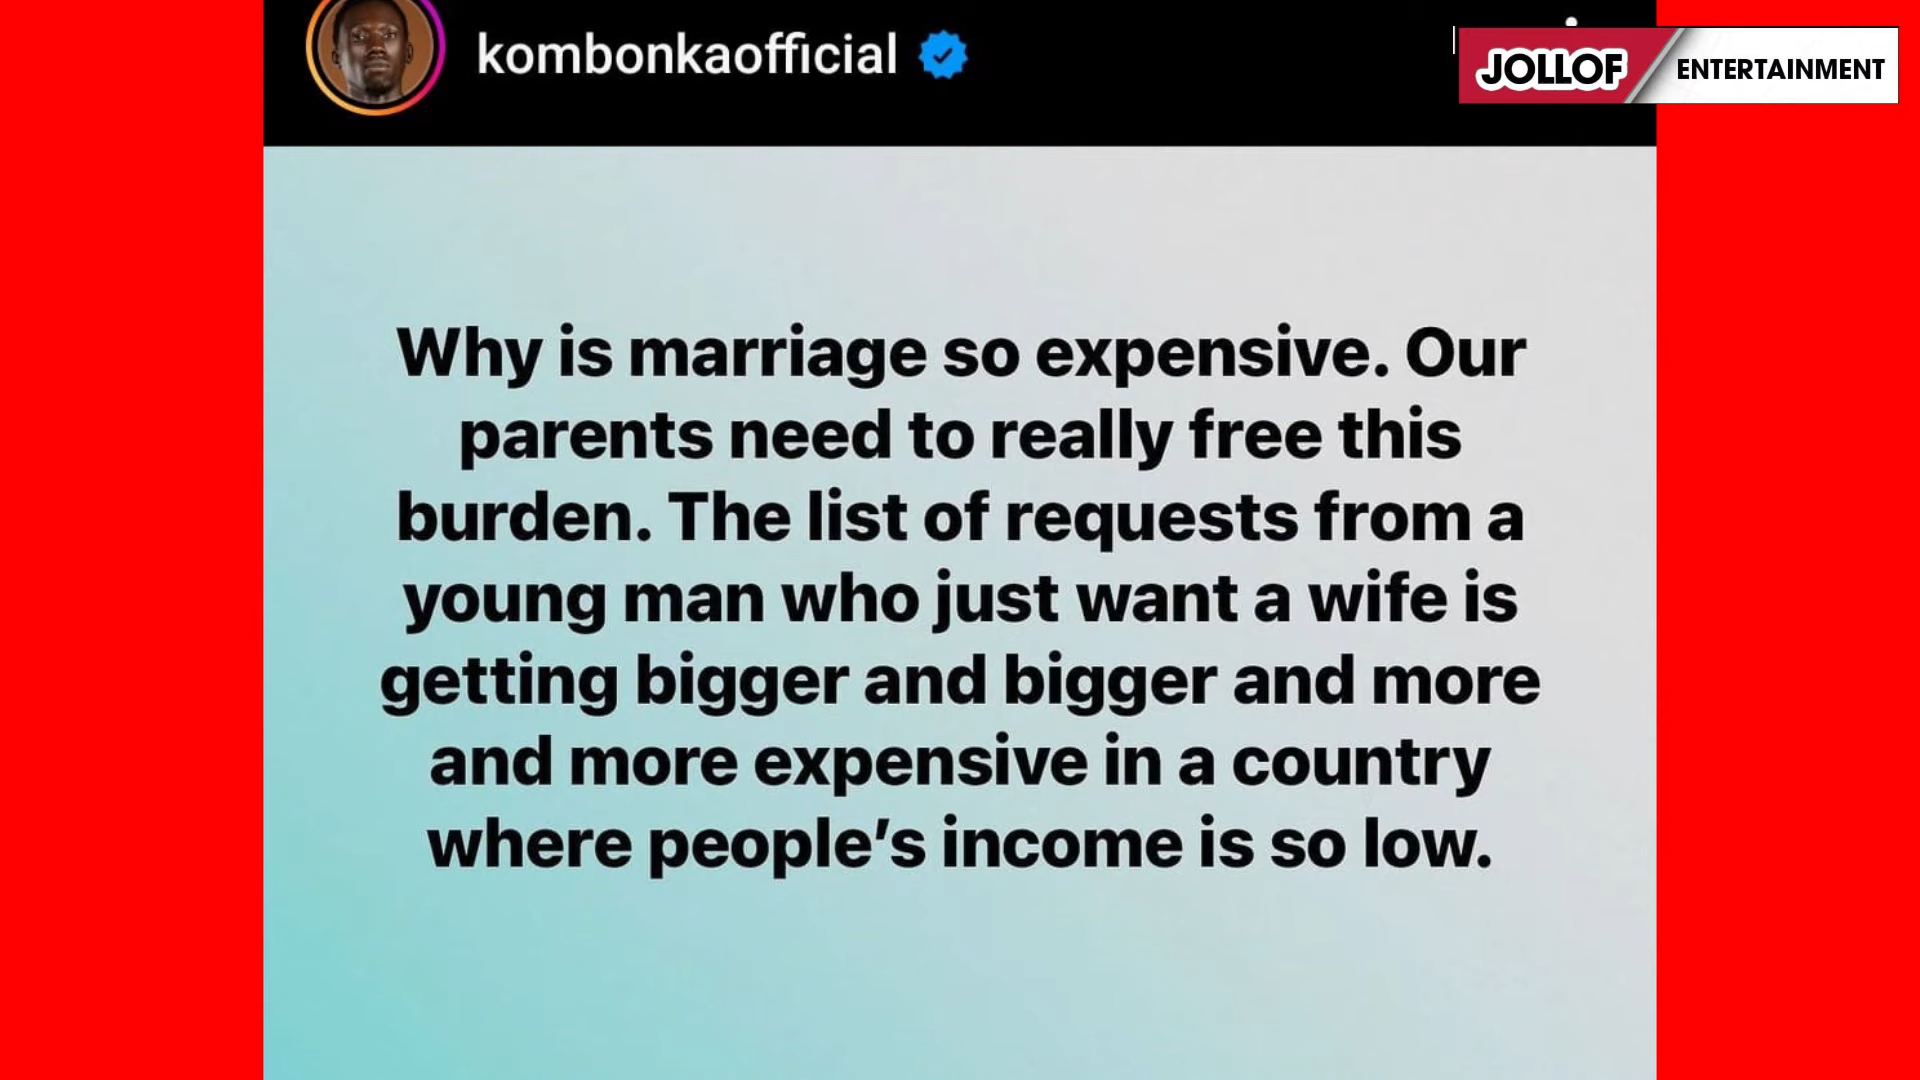 kombonkaofficial
JOLLOF ENTERTAINMENT
Why is marriage so expensive. Our
parents need to really free this
burden. The list of requests from a
young man who just want a wife is
getting bigger and bigger and more
and more expensive in a country
where people’s income is so low.